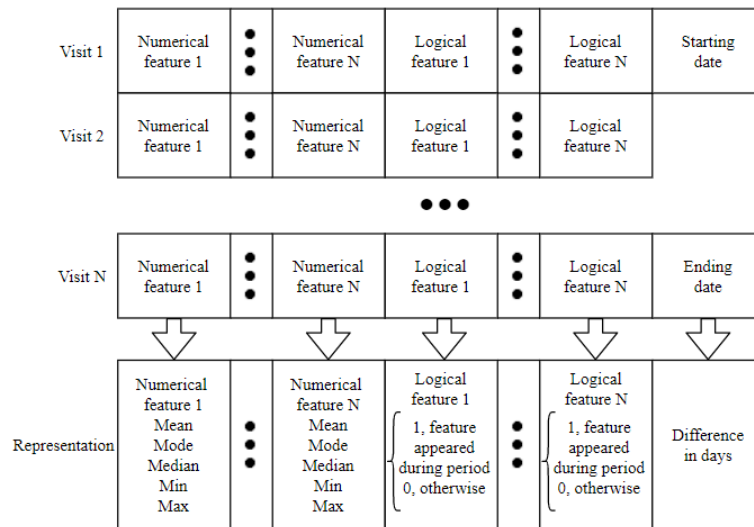 Visit 1
Numerical
feature 1
Numerical
feature N
Logical
feature 1
Logical
feature N
Starting
date
Visit 2
Numerical
feature 1
Numerical
feature N
Logical
feature 1
Logical
feature N
Visit N
Numerical
feature 1
Numerical
feature N
Logical
feature 1
Logical
feature N
Ending
date
Representation
Numerical
feature 1
Mean
Mode
Median
Min
Max
Numerical
feature N
Mean
Mode
Median
Min
Max
Logical
feature 1
1, feature
appeared
during period
0, otherwise
Logical
feature N
1, feature
appeared
during period
0, otherwise
Difference
in days